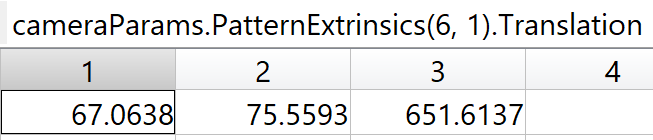 cameraParams.PatternExtrinsics(6, 1).Translation
1 2 3 4
67.0638 75.5593 651.6137